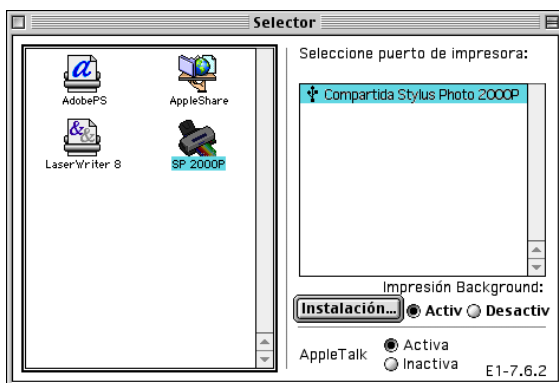 Selector
AdobePS
AppleShare
LaserWriter 8
SP 2000P
Seleccione puerto de impresora:
Compartida Stylus Photo 2000P
Impresión Background:
Instalación... Activ Desactiv
AppleTalk
Activa
Inactiva
E1-7.6.2